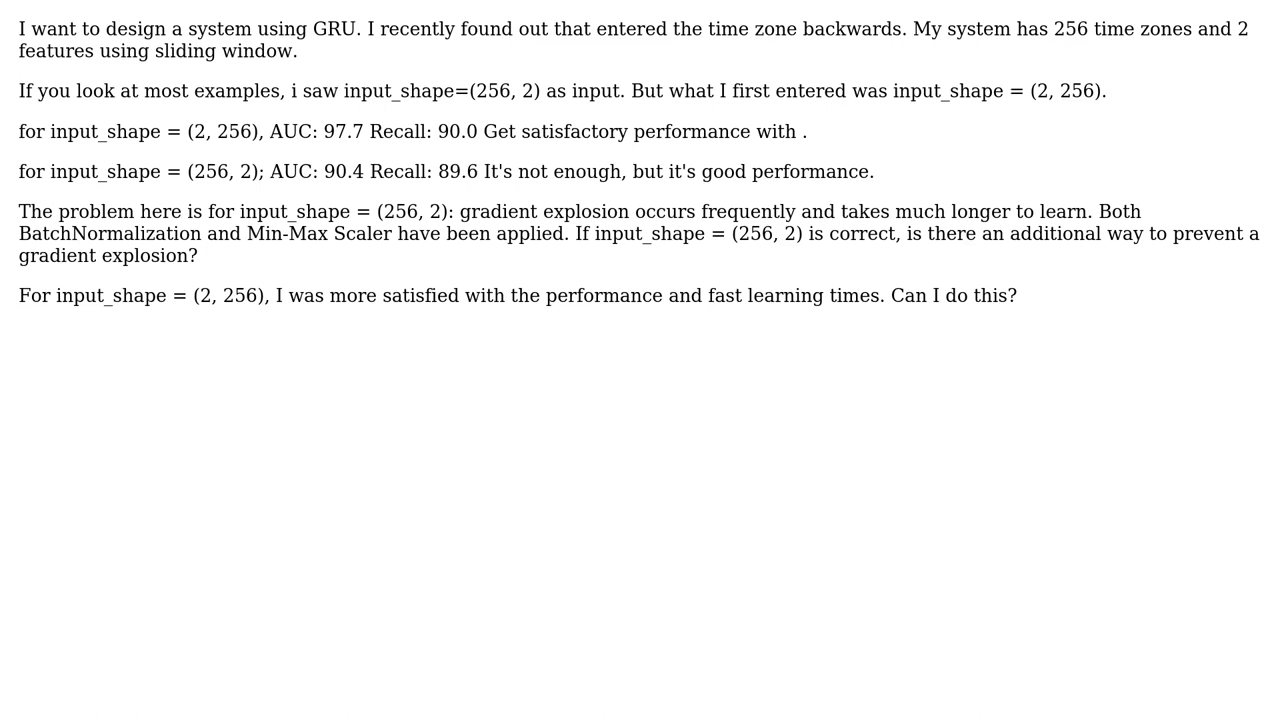 I want to design a system using GRU. I recently found out that entered the time zone backwards. My system has 256 time zones and 2
features using sliding window.
If you look at most examples, i saw input_shape=(256, 2) as input. But what I first entered was input_shape = (2, 256).
for input_shape = (2, 256), AUC: 97.7 Recall: 90.0 Get satisfactory performance with .
for input_shape = (256, 2); AUC: 90.4 Recall: 89.6 It's not enough, but it's good performance.
The problem here is for input_shape = (256, 2): gradient explosion occurs frequently and takes much longer to learn. Both
BatchNormalization and Min-Max Scaler have been applied. If input_shape = (256, 2) is correct, is there an additional way to prevent a
gradient explosion?
For input_shape = (2, 256), I was more satisfied with the performance and fast learning times. Can I do this?